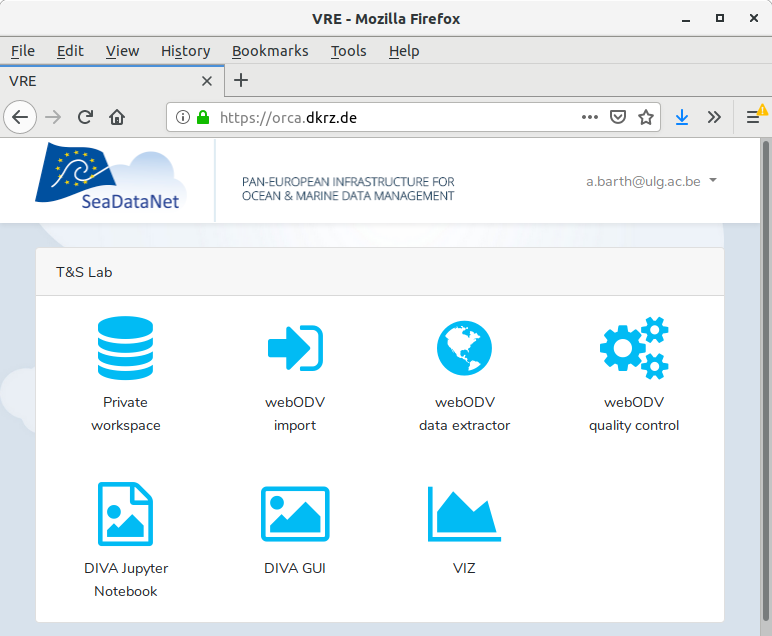 VRE - Mozilla Firefox
File Edit View History Bookmarks Tools Help
VRE
https://orca.dkrz.de
SeaDataNet
PAN-EUROPEAN INFRASTRUCTURE FOR
OCEAN & MARINE DATA MANAGEMENT
a.barth@ulg.ac.be
T&S Lab
Private
workspace
webODV
import
webODV
data extractor
webODV
quality control
DIVA Jupyter
Notebook
DIVA GUI
VIZ